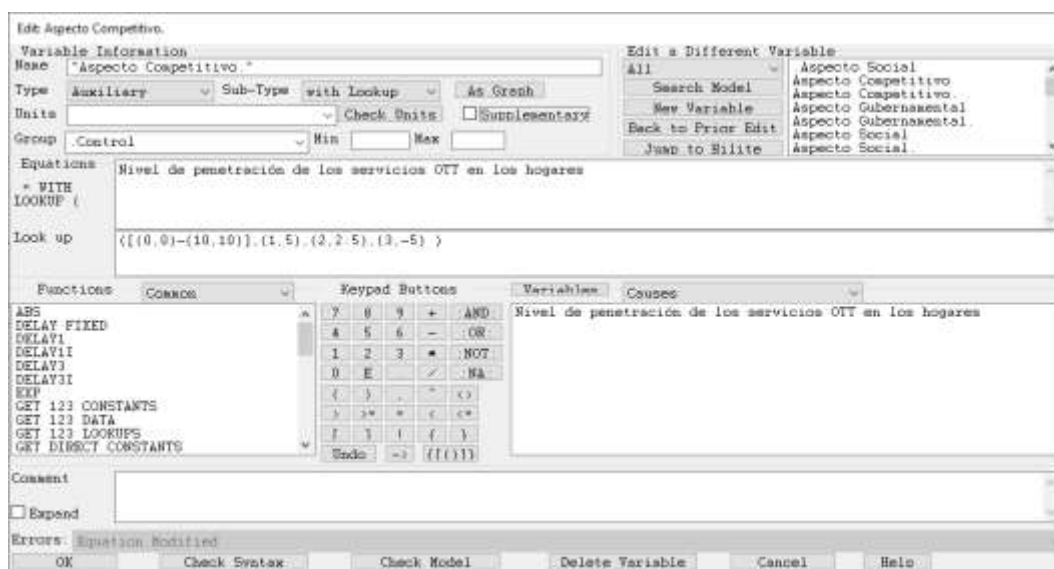 Edit: Aspecto Competitivo.
Variable Information
Edit a Different Variable
Name "Aspecto Competitivo."
All
Type Auxiliary Sub-Type with Lookup As Graph
Search Model
Units Check Units Supplementary
New Variable
Group .Control Min Max
Back to Prior Edit
Jump to Hilite
Aspecto Social
Aspecto Competitivo
Aspecto Competitivo.
Aspecto Gubernamental
Aspecto Gubernamental.
Aspecto Social
Aspecto Social.
Equations
= WITH
LOOKUP (
Nivel de penetración de los servicios OTT en los hogares
Look up
([(0,0)-(10,10)],(1,5),(2,2.5),(3,-5) )
Functions Common
Keypad Buttons
Variables Causes
ABS
DELAY FIXED
DELAY1
DELAY1I
DELAY3
DELAY3I
EXP
GET 123 CONSTANTS
GET 123 DATA
GET 123 LOOKUPS
GET DIRECT CONSTANTS
7 8 9 + :AND:
4 5 6 - :OR:
1 2 3 * :NOT:
0 E . / :NA:
( ) , ^ <>
> >= = < <=
[ ] ! { }
Undo -> {[()]}
Nivel de penetración de los servicios OTT en los hogares
Comment
Expand
Errors: Equation Modified
OK Check Syntax Check Model Delete Variable Cancel Help